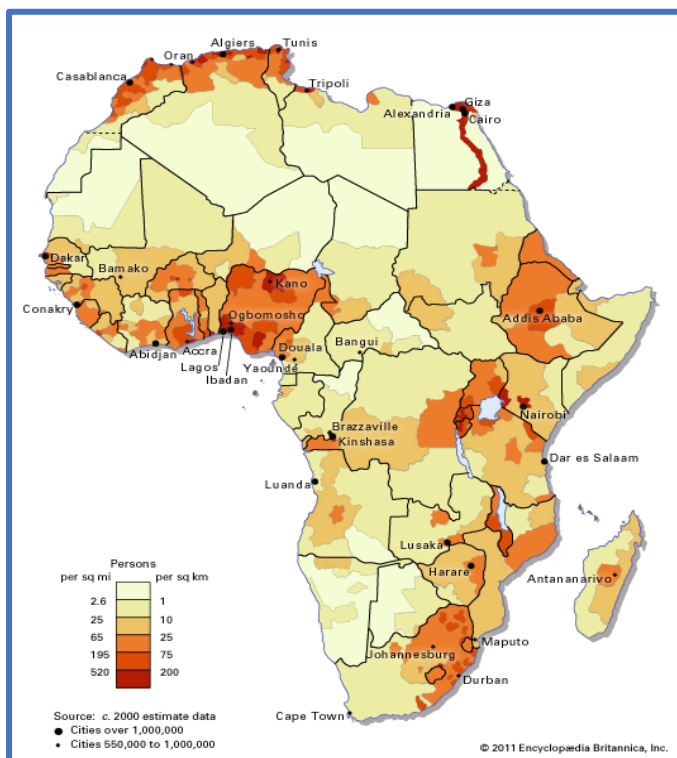 Algiers
Tunis
Oran
Casablanca
Tripoli
Giza
Alexandria
Cairo
Dakar
Bamako
Kano
Conakry
Ogbomosho
Addis Ababa
Douala
Bangui
Abidjan
Accra
Yaoundé
Lagos
Ibadan
Nairobi
Brazzaville
Kinshasa
Dar es Salaam
Luanda
Lusaka
Harare
Antananarivo
Maputo
Johannesburg
Durban
Cape Town
Persons
per sq mi per sq km
2.6 1
25 10
65 25
195 75
520 200
Source: c. 2000 estimate data
Cities over 1,000,000
Cities 550,000 to 1,000,000
© 2011 Encyclopædia Britannica, Inc.